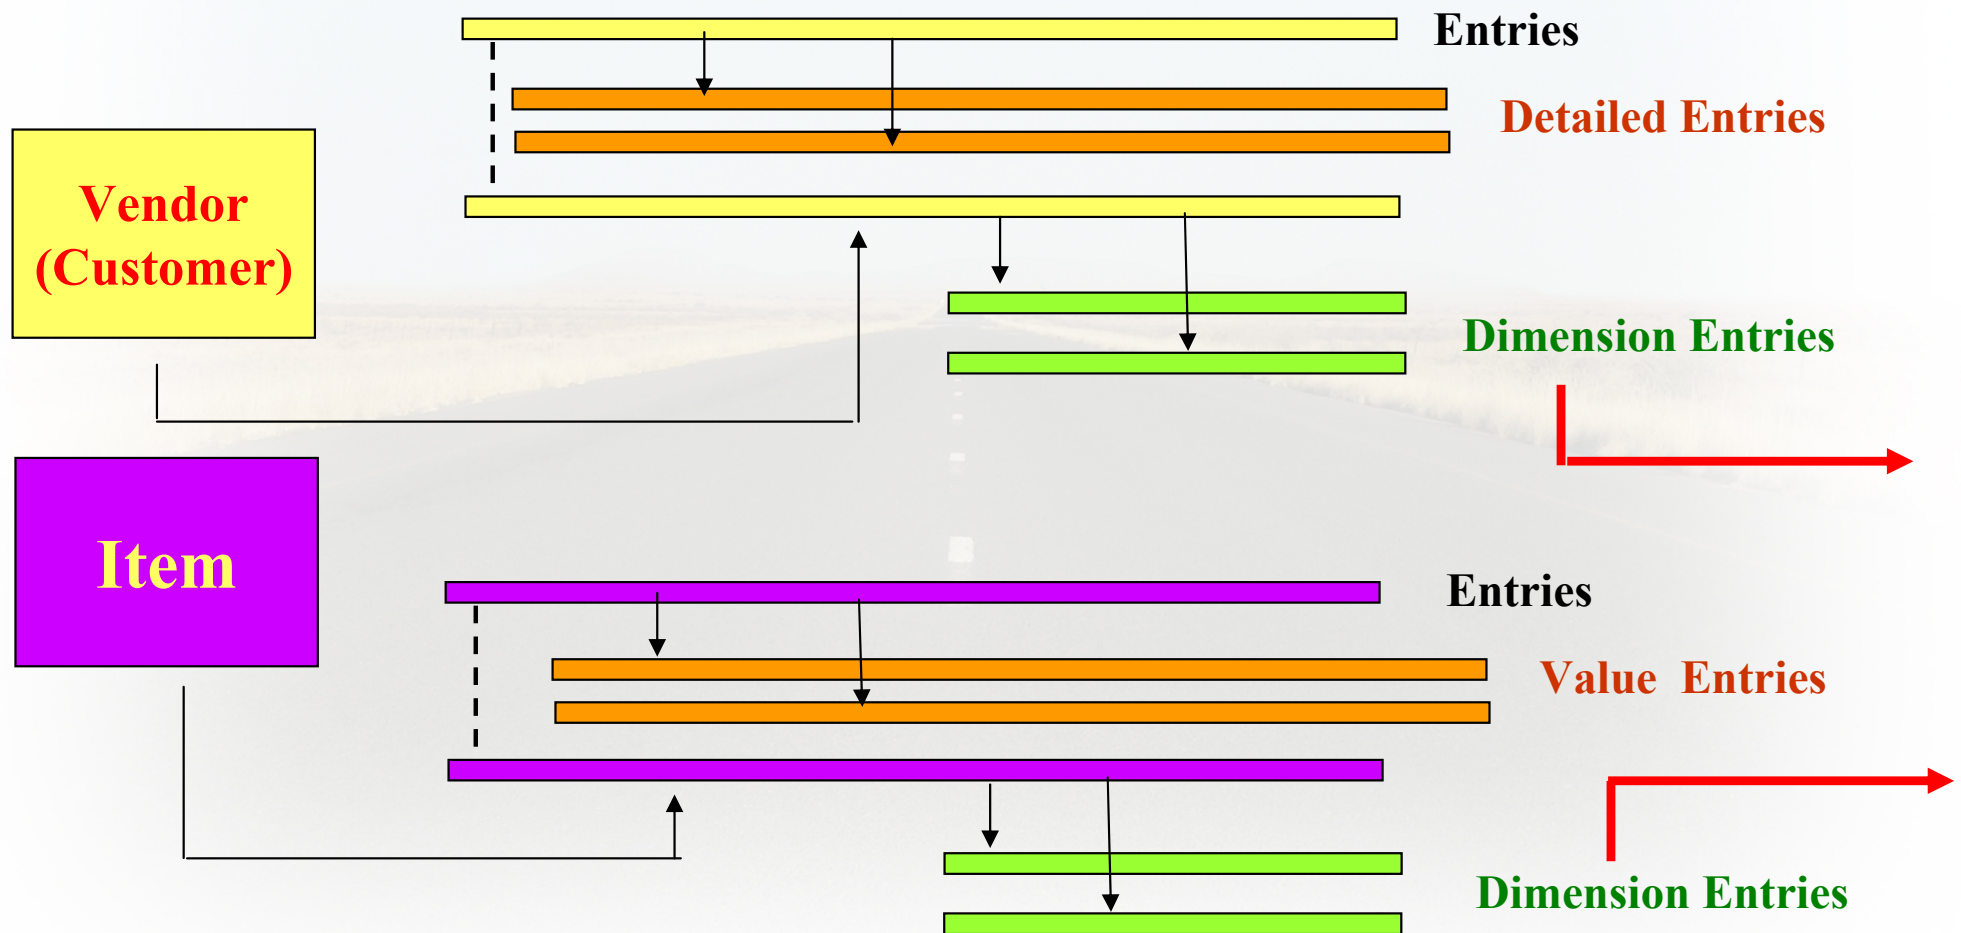 Entries
Detailed Entries
Vendor
(Customer)
Dimension Entries
Item
Entries
Value  Entries
Dimension Entries